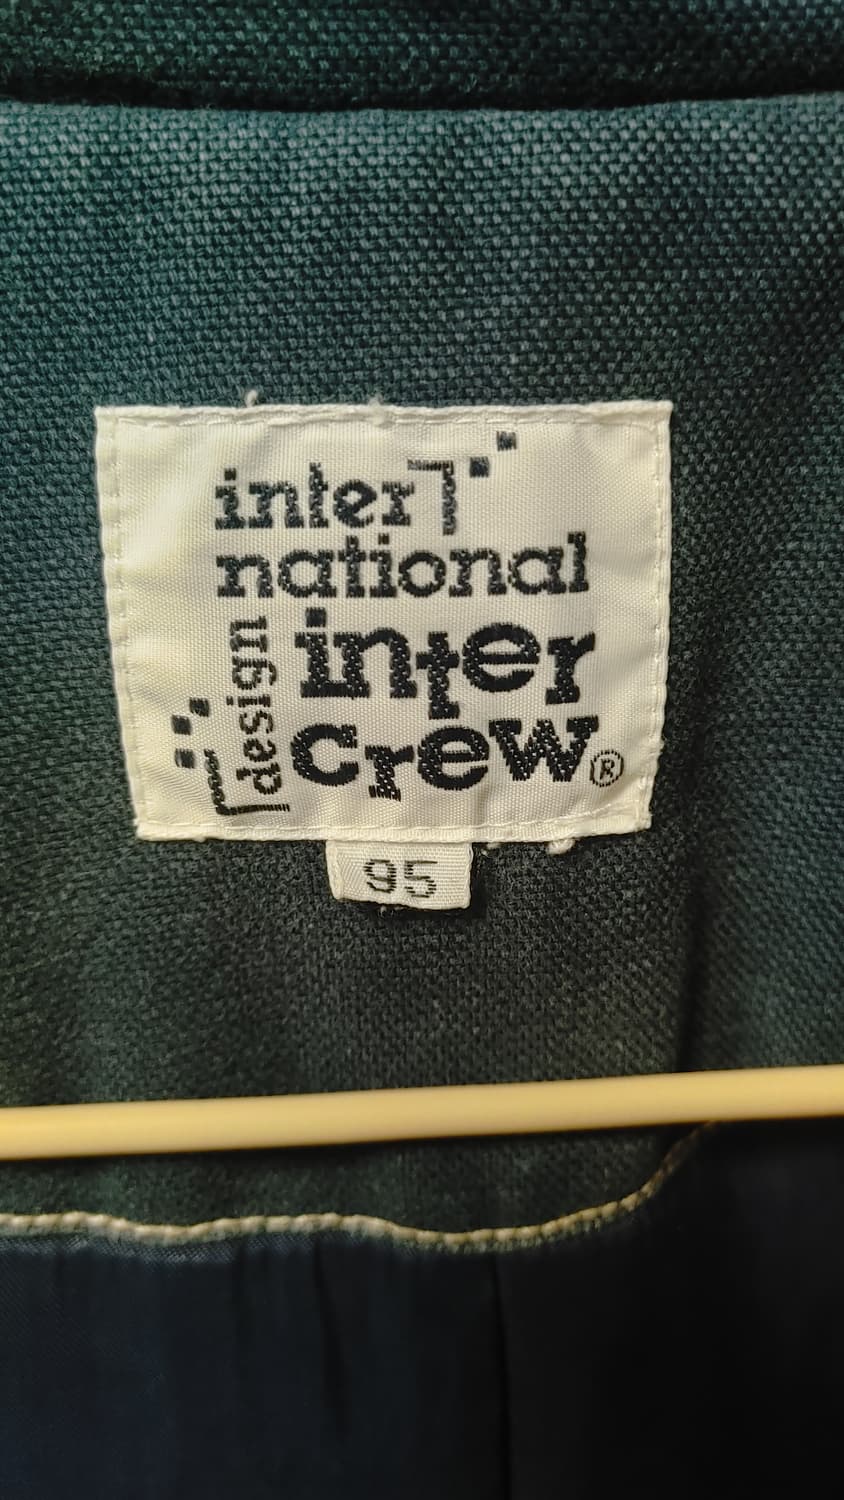 inter
national
design
inter
crew®
95